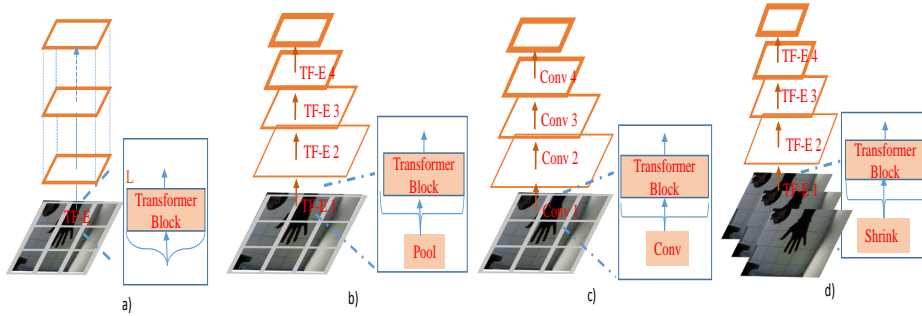 TF-E
L
Transformer
Block
a)
TF-E 4
TF-E 3
TF-E 2
TF-E 1
Transformer
Block
Pool
b)
Conv 4
Conv 3
Conv 2
Conv 1
Transformer
Block
Conv
c)
TF-E 4
TF-E 3
TF-E 2
TF-E 1
Transformer
Block
Shrink
d)